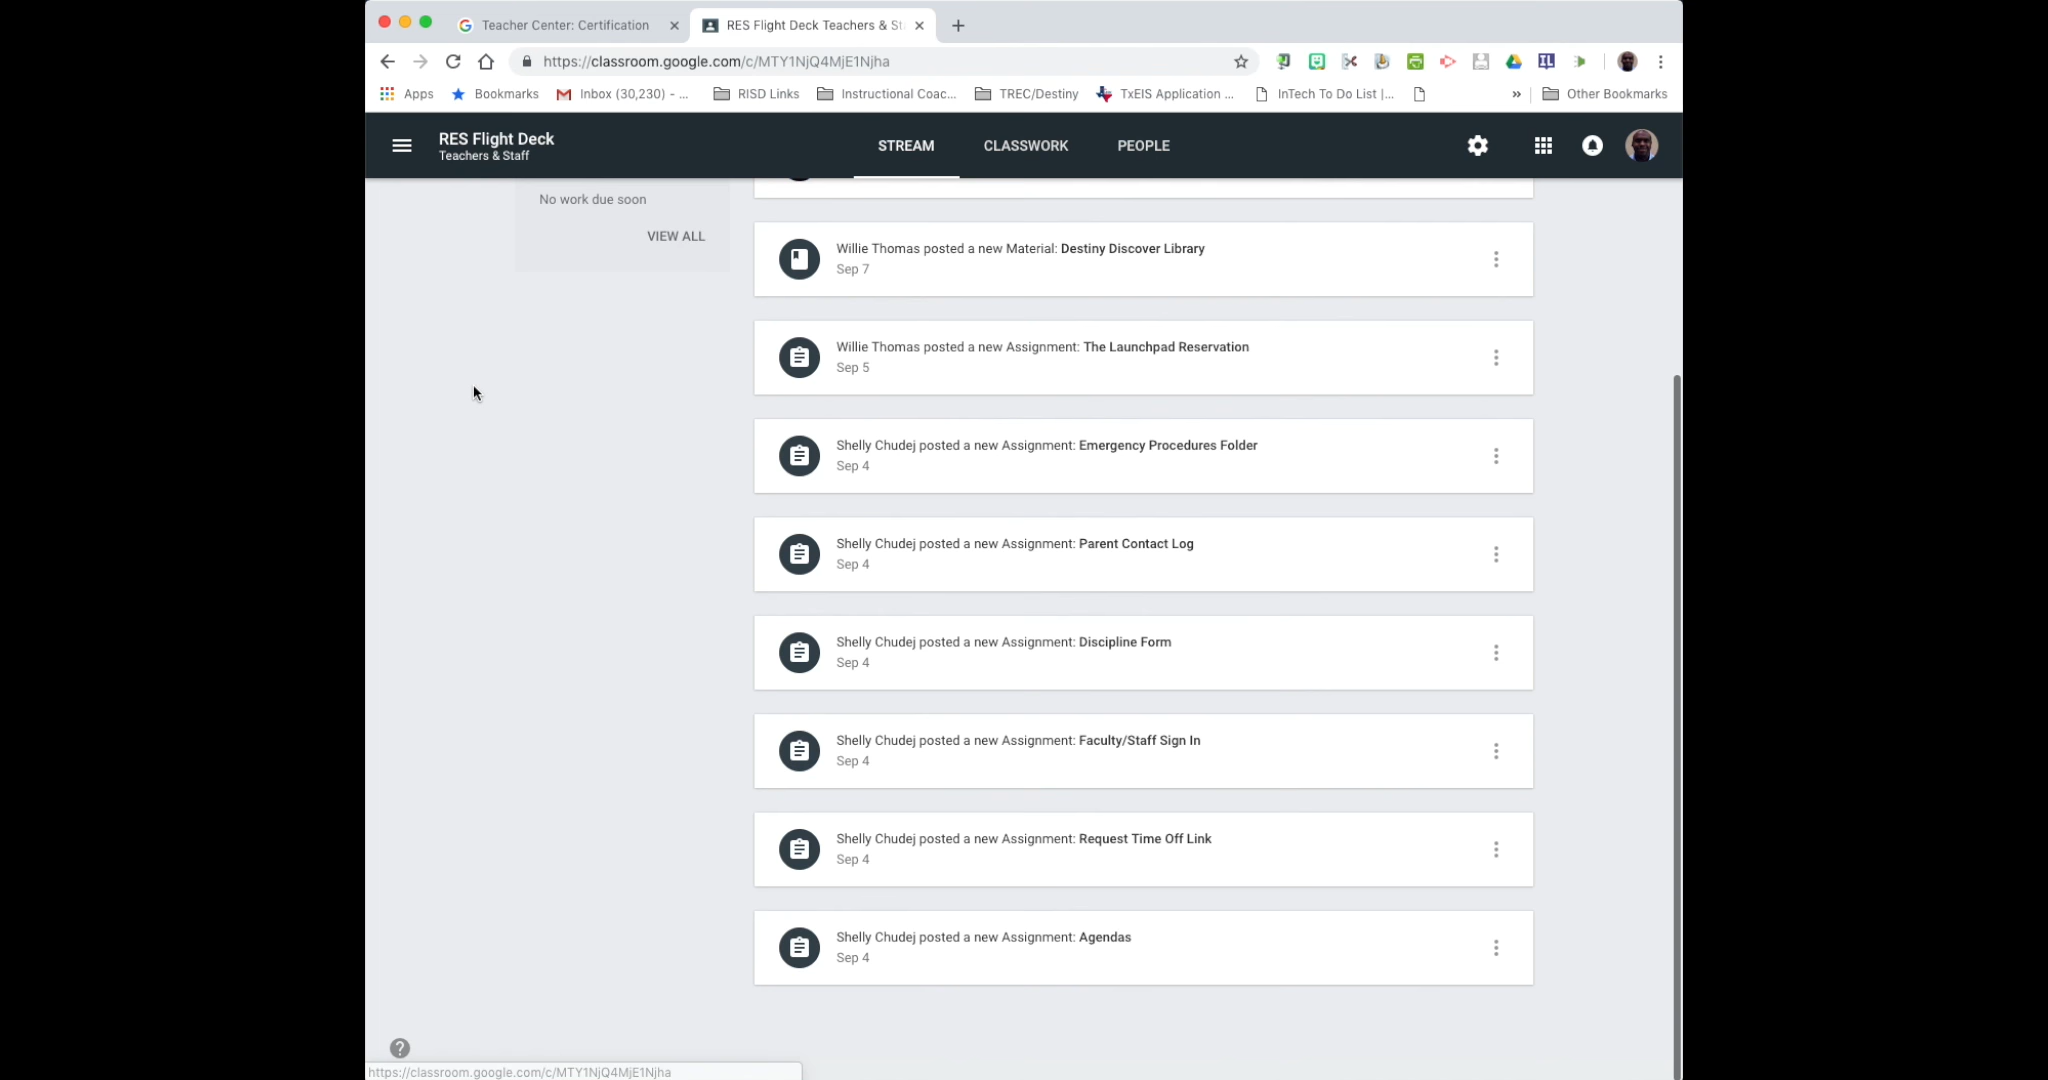 Teacher Center: Certification
RES Flight Deck Teachers & St
https://classroom.google.com/c/MTY1NjQ4MjE1Njha
Apps
Bookmarks
Inbox (30,230) - ...
RISD Links
Instructional Coac...
TREC/Destiny
TxEIS Application ...
InTech To Do List |...
»
Other Bookmarks
RES Flight Deck
Teachers & Staff
STREAM
CLASSWORK
PEOPLE
No work due soon
VIEW ALL
Willie Thomas posted a new Material: Destiny Discover Library
Sep 7
Willie Thomas posted a new Assignment: The Launchpad Reservation
Sep 5
Shelly Chudej posted a new Assignment: Emergency Procedures Folder
Sep 4
Shelly Chudej posted a new Assignment: Parent Contact Log
Sep 4
Shelly Chudej posted a new Assignment: Discipline Form
Sep 4
Shelly Chudej posted a new Assignment: Faculty/Staff Sign In
Sep 4
Shelly Chudej posted a new Assignment: Request Time Off Link
Sep 4
Shelly Chudej posted a new Assignment: Agendas
Sep 4
https://classroom.google.com/c/MTY1NjQ4MjE1Njha